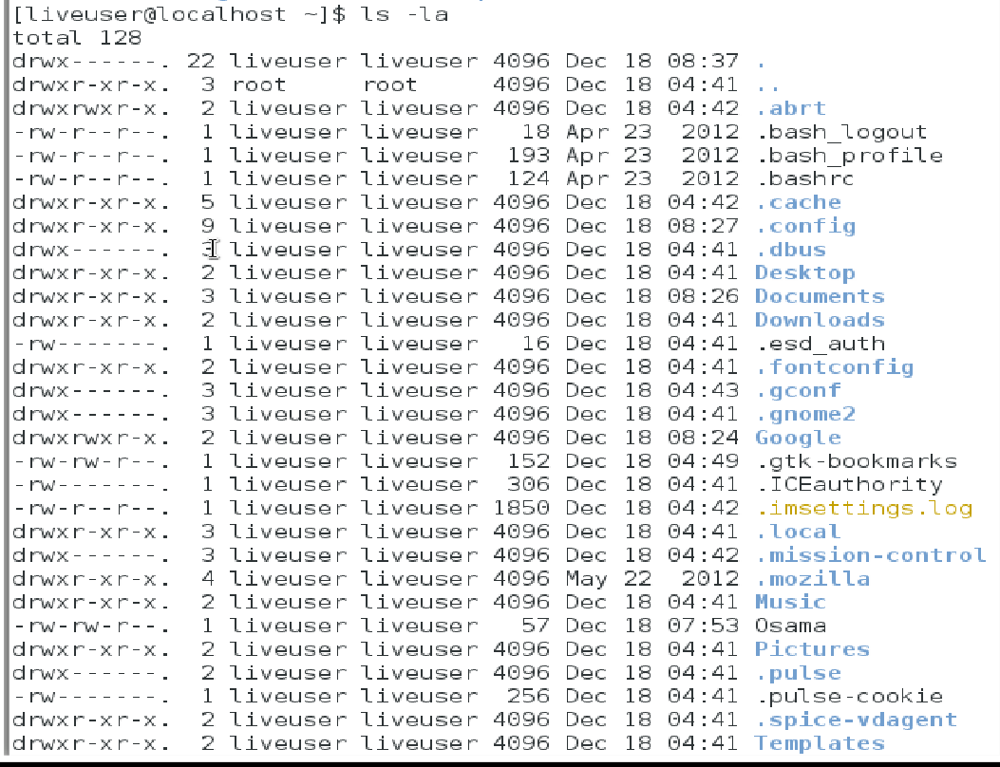 [liveuser@localhost ~]$ ls -la
total 128
drwx------. 22 liveuser liveuser 4096 Dec 18 08:37 .
drwxr-xr-x.  3 root     root     4096 Dec 18 04:41 ..
drwxrwxr-x.  2 liveuser liveuser 4096 Dec 18 04:42 .abrt
-rw-r--r--.  1 liveuser liveuser   18 Apr 23  2012 .bash_logout
-rw-r--r--.  1 liveuser liveuser  193 Apr 23  2012 .bash_profile
-rw-r--r--.  1 liveuser liveuser  124 Apr 23  2012 .bashrc
drwxr-xr-x.  5 liveuser liveuser 4096 Dec 18 04:42 .cache
drwxr-xr-x.  9 liveuser liveuser 4096 Dec 18 08:27 .config
drwx------.  3 liveuser liveuser 4096 Dec 18 04:41 .dbus
drwxr-xr-x.  2 liveuser liveuser 4096 Dec 18 04:41 Desktop
drwxr-xr-x.  3 liveuser liveuser 4096 Dec 18 08:26 Documents
drwxr-xr-x.  2 liveuser liveuser 4096 Dec 18 04:41 Downloads
-rw-------.  1 liveuser liveuser   16 Dec 18 04:41 .esd_auth
drwxr-xr-x.  2 liveuser liveuser 4096 Dec 18 04:41 .fontconfig
drwx------.  3 liveuser liveuser 4096 Dec 18 04:43 .gconf
drwx------.  3 liveuser liveuser 4096 Dec 18 04:41 .gnome2
drwxrwxr-x.  2 liveuser liveuser 4096 Dec 18 08:24 Google
-rw-rw-r--.  1 liveuser liveuser  152 Dec 18 04:49 .gtk-bookmarks
-rw-------.  1 liveuser liveuser  306 Dec 18 04:41 .ICEauthority
-rw-r--r--.  1 liveuser liveuser 1850 Dec 18 04:42 .imsettings.log
drwxr-xr-x.  3 liveuser liveuser 4096 Dec 18 04:41 .local
drwx------.  3 liveuser liveuser 4096 Dec 18 04:42 .mission-control
drwxr-xr-x.  4 liveuser liveuser 4096 May 22  2012 .mozilla
drwxr-xr-x.  2 liveuser liveuser 4096 Dec 18 04:41 Music
-rw-rw-r--.  1 liveuser liveuser   57 Dec 18 07:53 Osama
drwxr-xr-x.  2 liveuser liveuser 4096 Dec 18 04:41 Pictures
drwx------.  2 liveuser liveuser 4096 Dec 18 04:41 .pulse
-rw-------.  1 liveuser liveuser  256 Dec 18 04:41 .pulse-cookie
drwxr-xr-x.  2 liveuser liveuser 4096 Dec 18 04:41 .spice-vdagent
drwxr-xr-x.  2 liveuser liveuser 4096 Dec 18 04:41 Templates